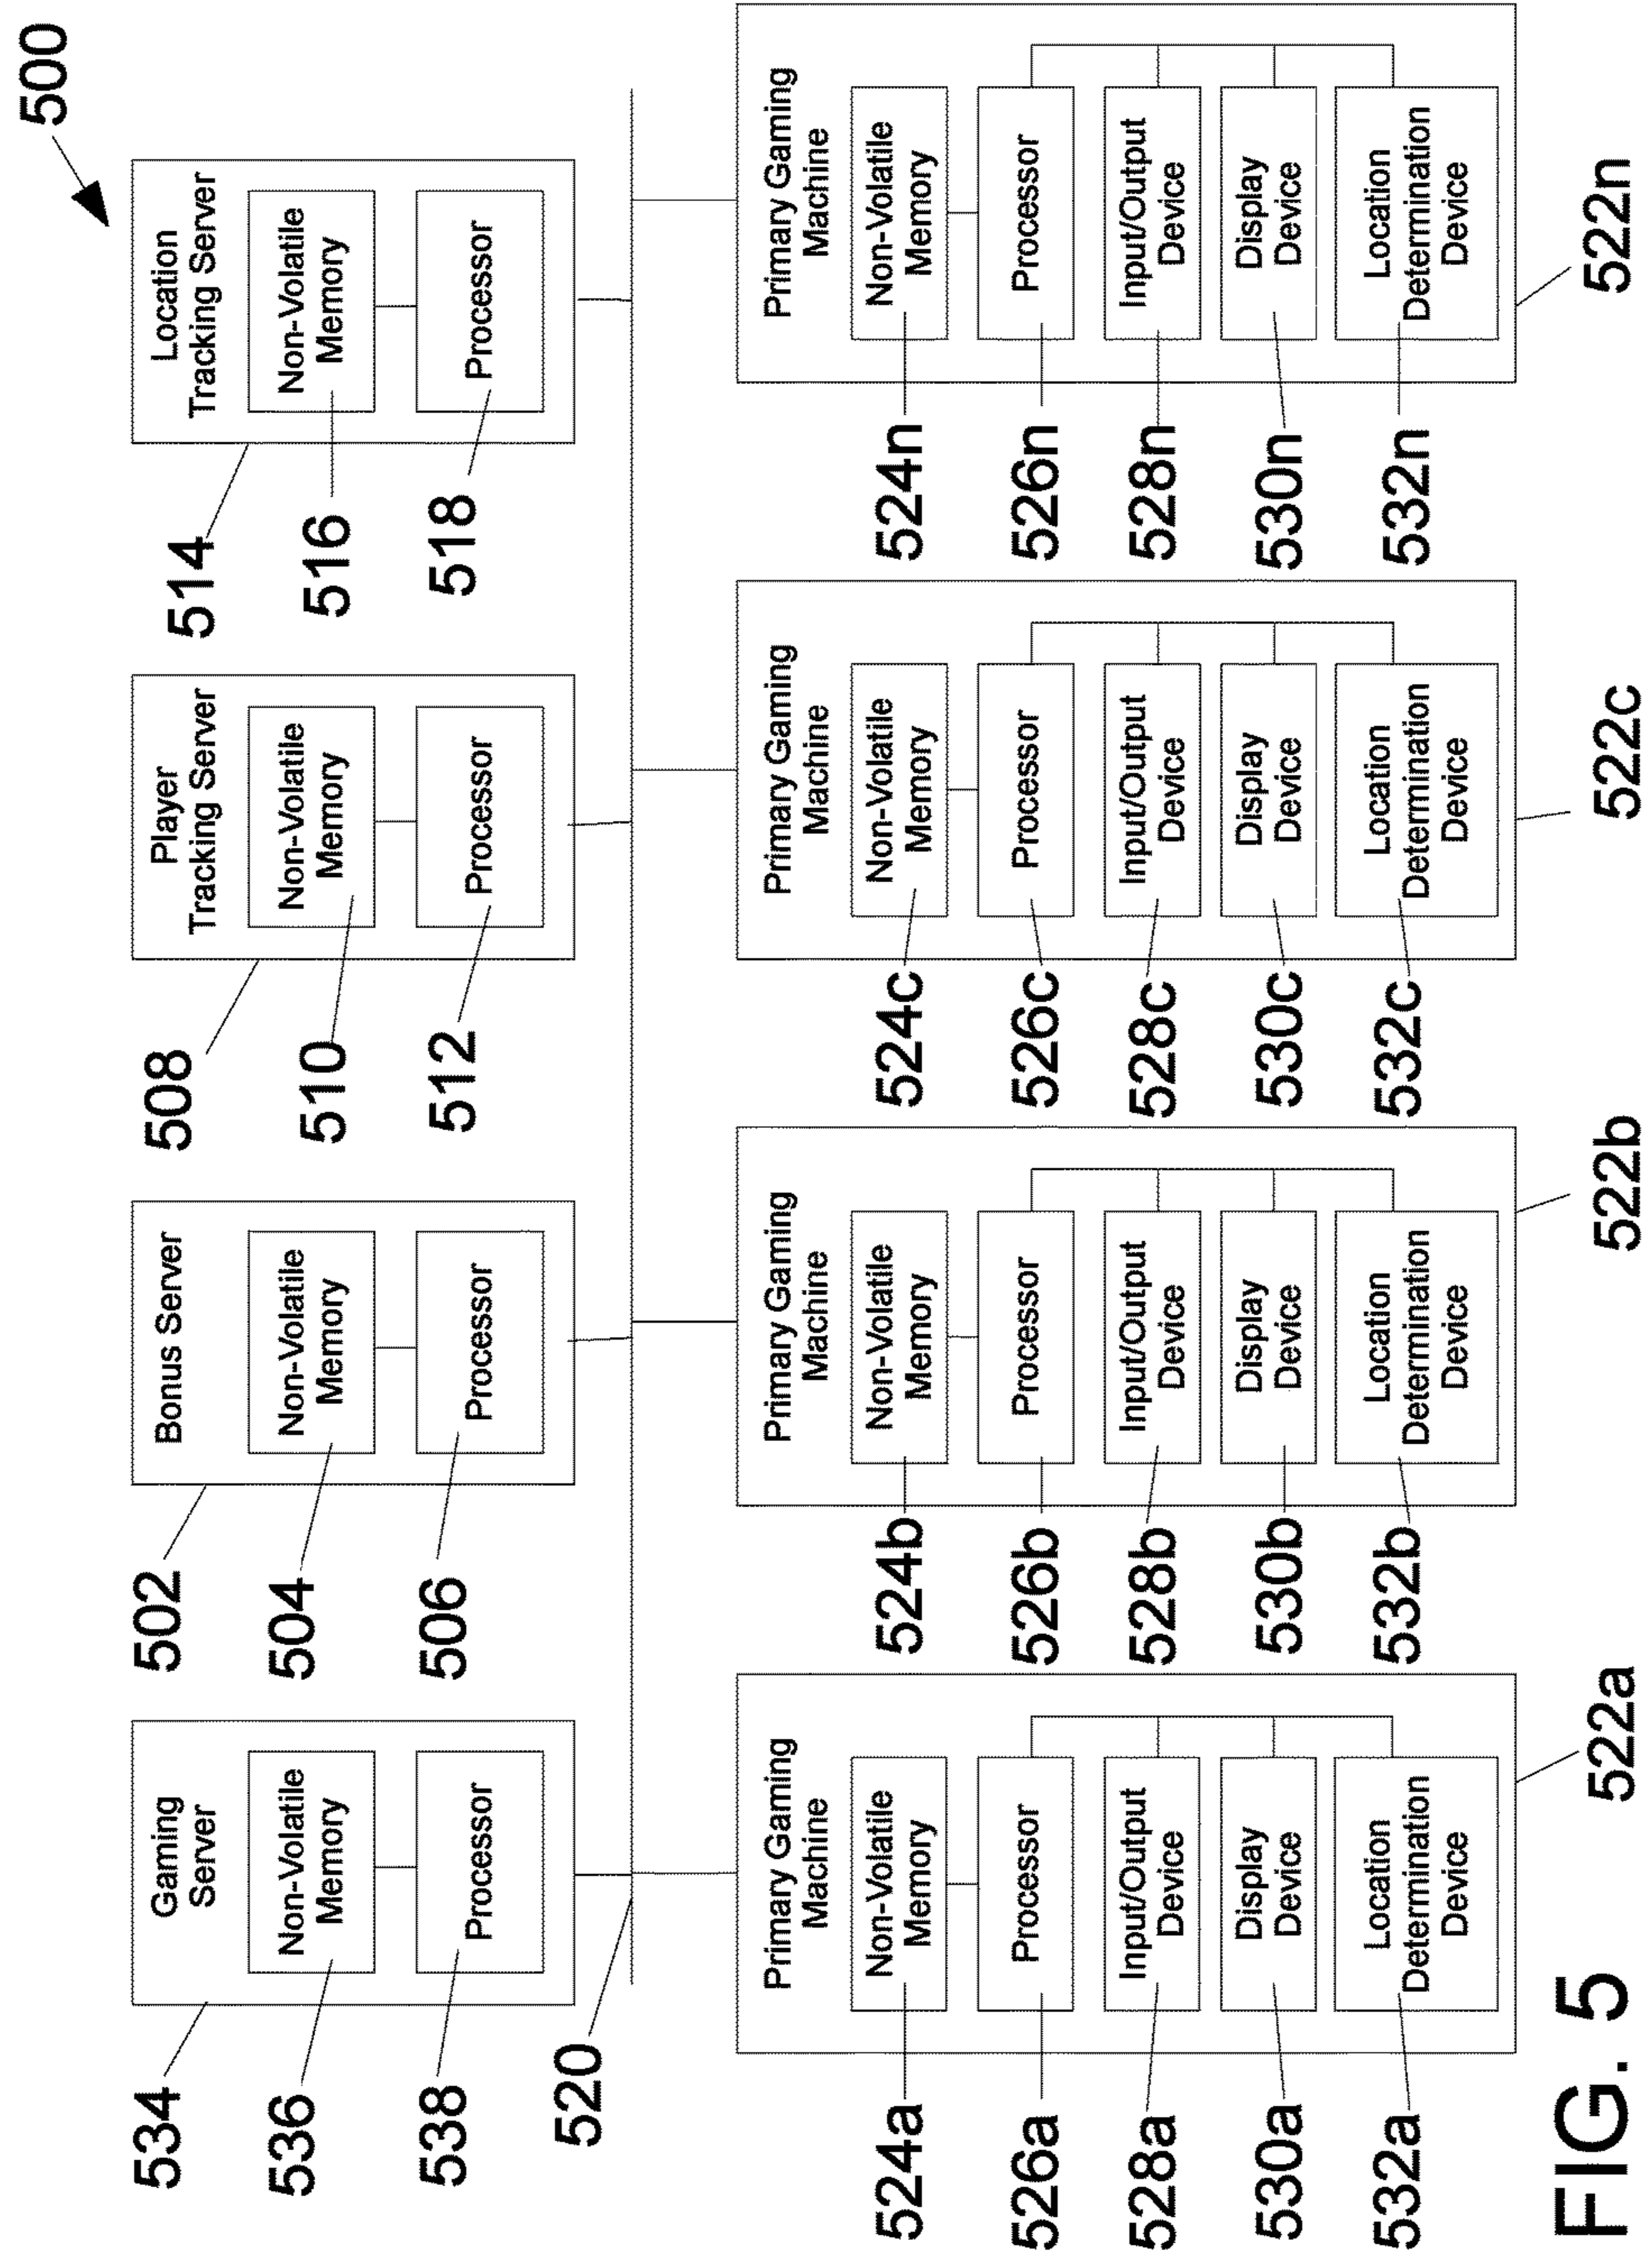 500
534
Gaming
Server
536
Non-Volatile
Memory
538
Processor
502
Bonus Server
504
Non-Volatile
Memory
506
Processor
508
Player
Tracking Server
510
Non-Volatile
Memory
512
Processor
514
Location
Tracking Server
516
Non-Volatile
Memory
518
Processor
520
Primary Gaming
Machine
524a
Non-Volatile
Memory
526a
Processor
528a
Input/Output
Device
530a
Display
Device
532a
Location
Determination
Device
522a
Primary Gaming
Machine
524b
Non-Volatile
Memory
526b
Processor
528b
Input/Output
Device
530b
Display
Device
532b
Location
Determination
Device
522b
Primary Gaming
Machine
524c
Non-Volatile
Memory
526c
Processor
528c
Input/Output
Device
530c
Display
Device
532c
Location
Determination
Device
522c
Primary Gaming
Machine
524n
Non-Volatile
Memory
526n
Processor
528n
Input/Output
Device
530n
Display
Device
532n
Location
Determination
Device
522n
FIG. 5